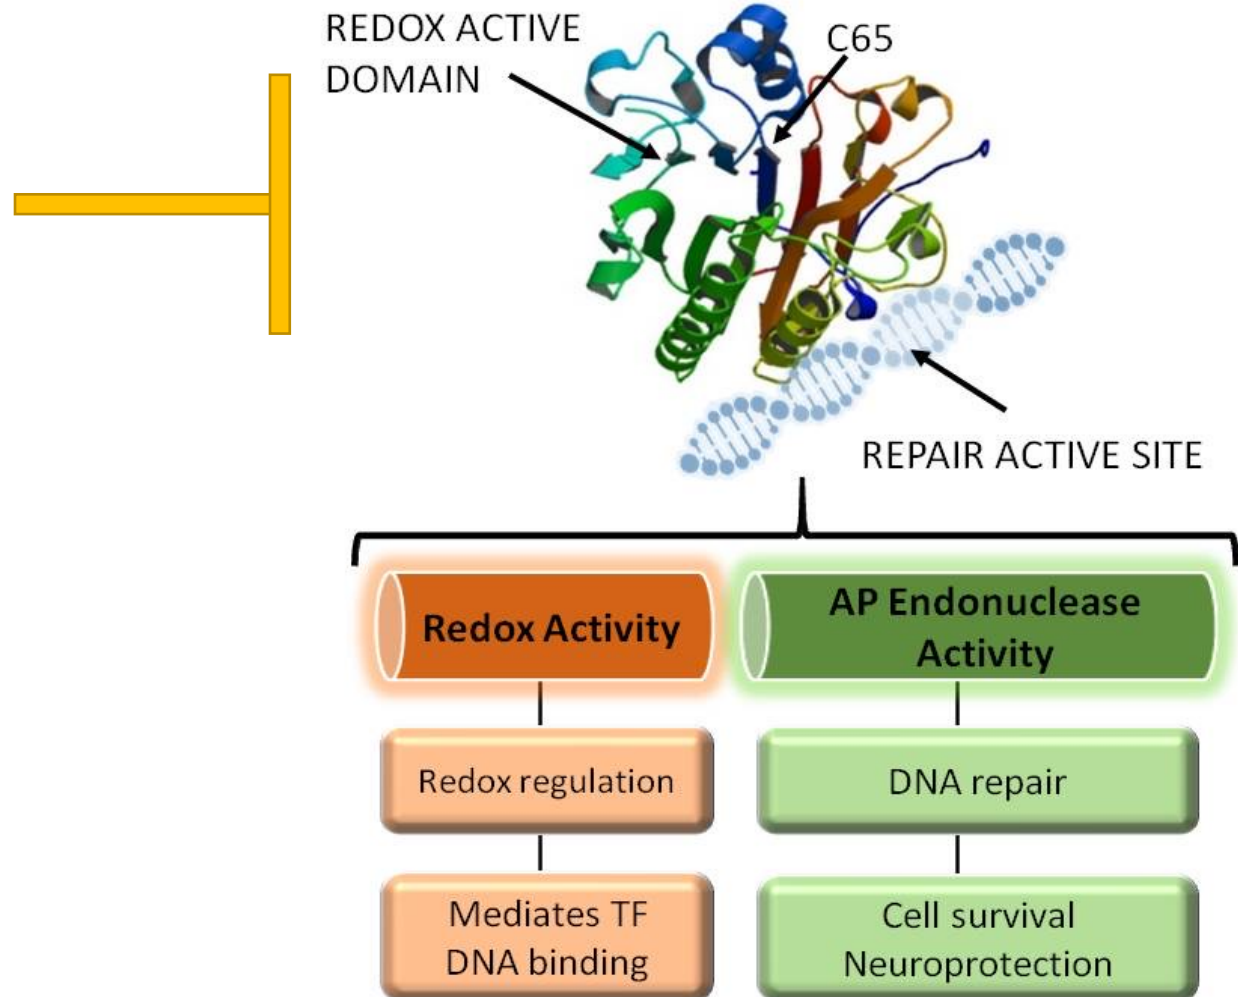 REDOX ACTIVE
DOMAIN
C65
REPAIR ACTIVE SITE
Redox Activity
AP Endonuclease
Activity
Redox regulation
DNA repair
Mediates TF
DNA binding
Cell survival
Neuroprotection